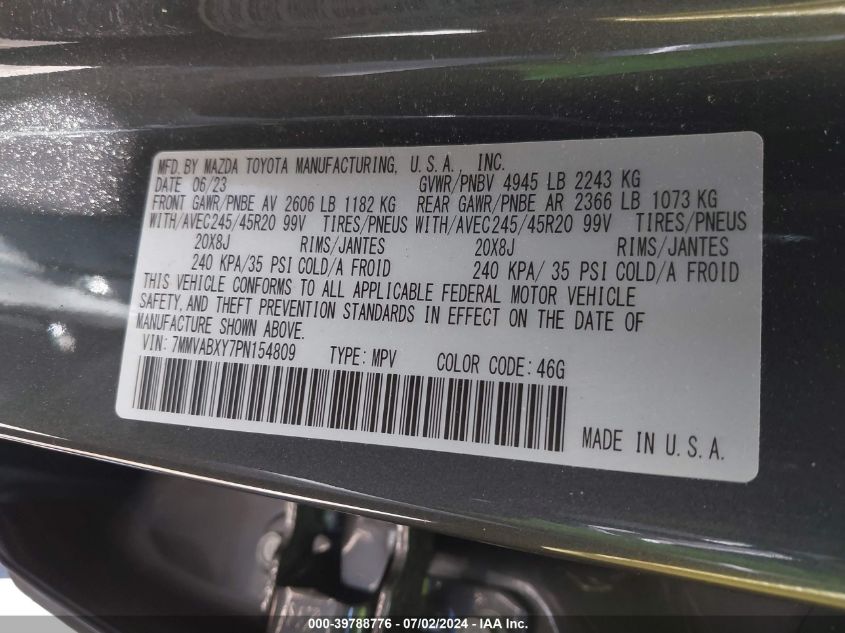 MFD. BY MAZDA TOYOTA MANUFACTURING, U.S.A., INC.
DATE 06/23 GVWR/PNBV 4945 LB 2243 KG
FRONT GAWR/PNBE AV 2606 LB 1182 KG REAR GAWR/PNBE AR 2366 LB 1073 KG
WITH/AVEC245/45R20 99V TIRES/PNEUS WITH/AVEC245/45R20 99V TIRES/PNEUS
20X8J RIMS/JANTES 20X8J RIMS/JANTES
240 KPA/35 PSI COLD/A FROID 240 KPA/ 35 PSI COLD/A FROID
THIS VEHICLE CONFORMS TO ALL APPLICABLE FEDERAL MOTOR VEHICLE
SAFETY, AND THEFT PREVENTION STANDARDS IN EFFECT ON THE DATE OF
MANUFACTURE SHOWN ABOVE.
VIN: 7MMVABXY7PN154809 TYPE: MPV COLOR CODE: 46G
MADE IN U.S.A.
000-39788776 - 07/02/2024 - IAA Inc.